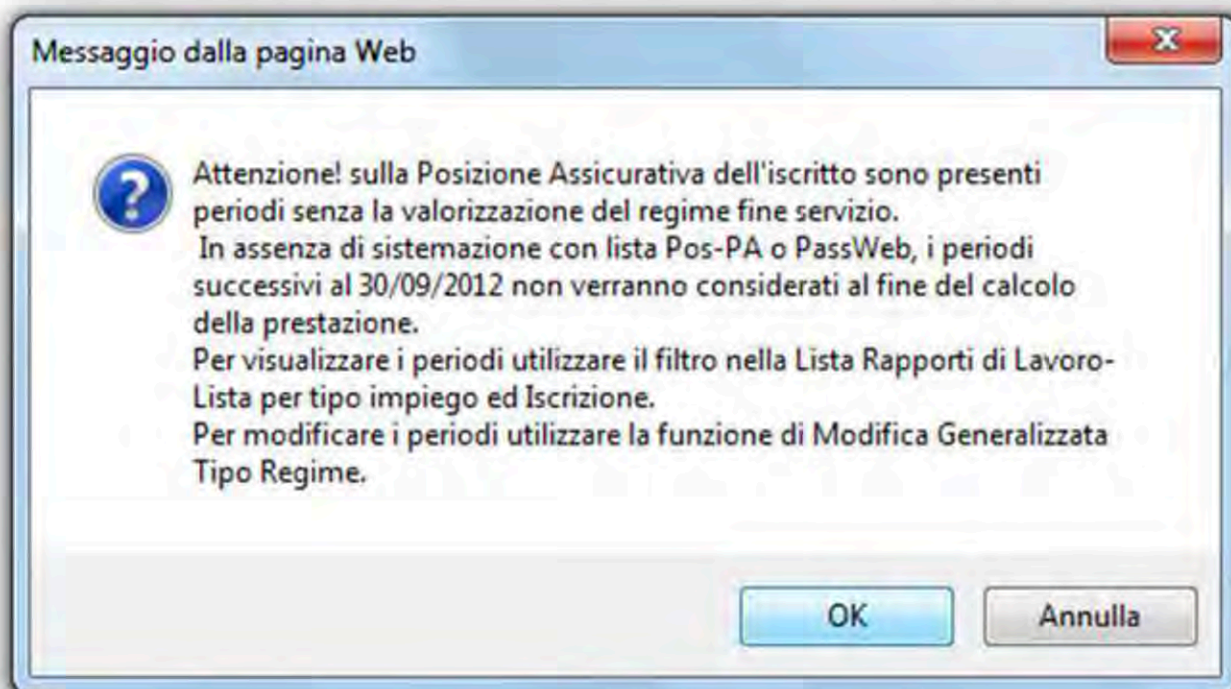 Messaggio dalla pagina Web
Attenzione! sulla Posizione Assicurativa dell'iscritto sono presenti
periodi senza la valorizzazione del regime fine servizio.
In assenza di sistemazione con lista Pos-PA o PassWeb, i periodi
successivi al 30/09/2012 non verranno considerati al fine del calcolo
della prestazione.
Per visualizzare i periodi utilizzare il filtro nella Lista Rapporti di Lavoro-
Lista per tipo impiego ed Iscrizione.
Per modificare i periodi utilizzare la funzione di Modifica Generalizzata
Tipo Regime.
OK
Annulla